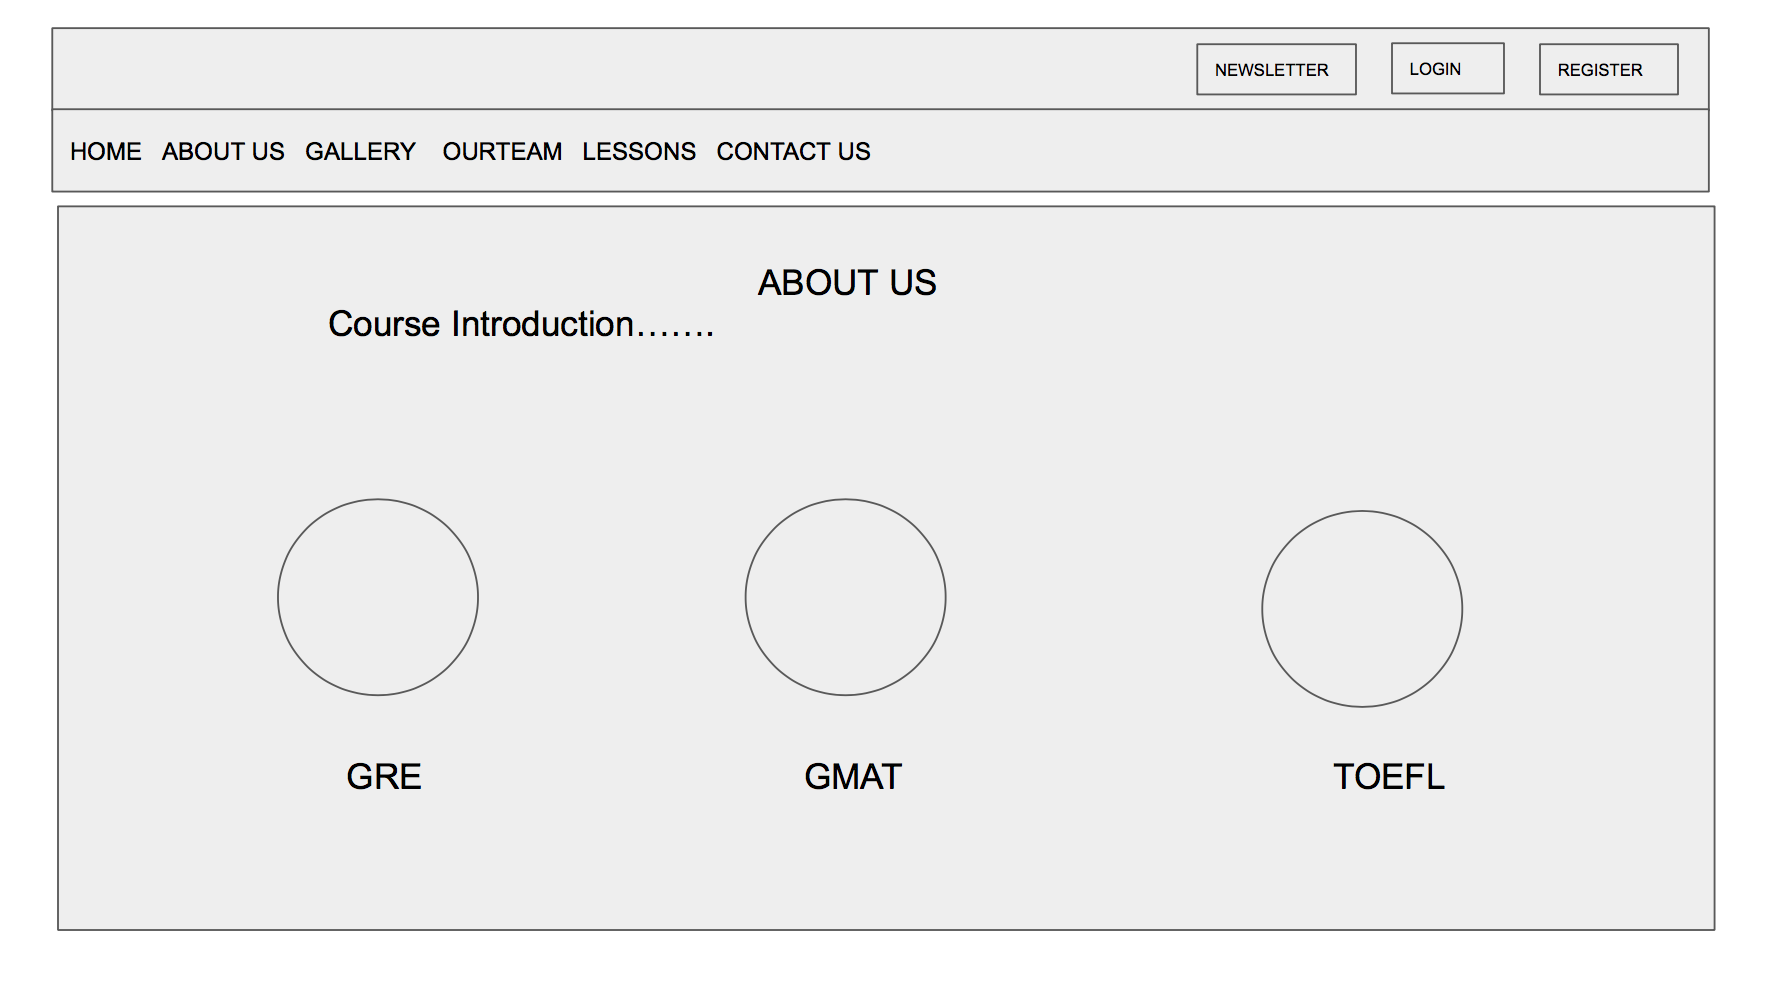 NEWSLETTER LOGIN REGISTER
HOME ABOUT US GALLERY OURTEAM LESSONS CONTACT US
ABOUT US
Course Introduction…….
GRE GMAT TOEFL